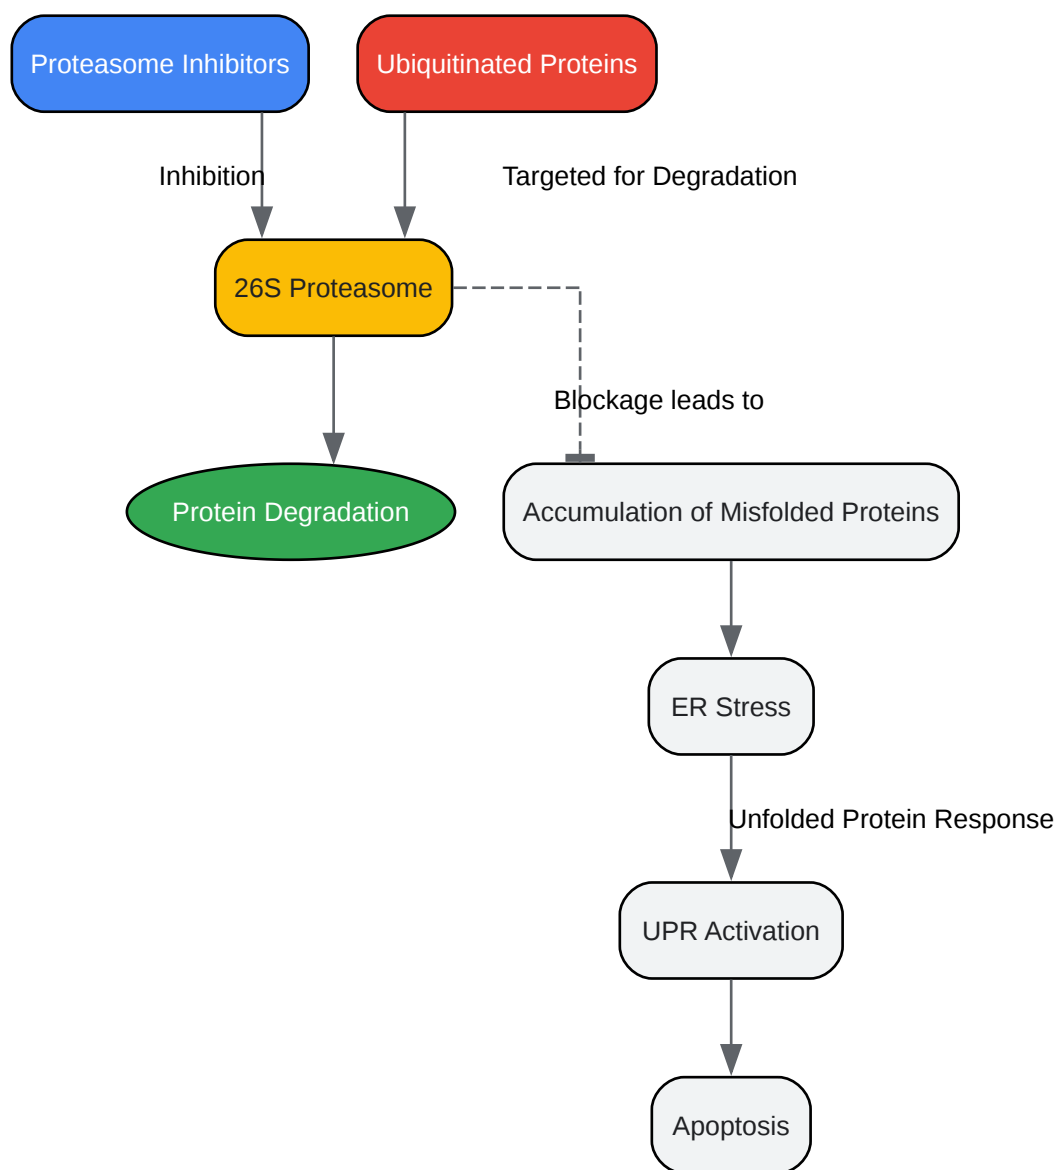 Proteasome Inhibitors
Ubiquitinated Proteins
Inhibition
Targeted for Degradation
26S Proteasome
Blockage leads to
Protein Degradation
Accumulation of Misfolded Proteins
ER Stress
Unfolded Protein Response
UPR Activation
Apoptosis